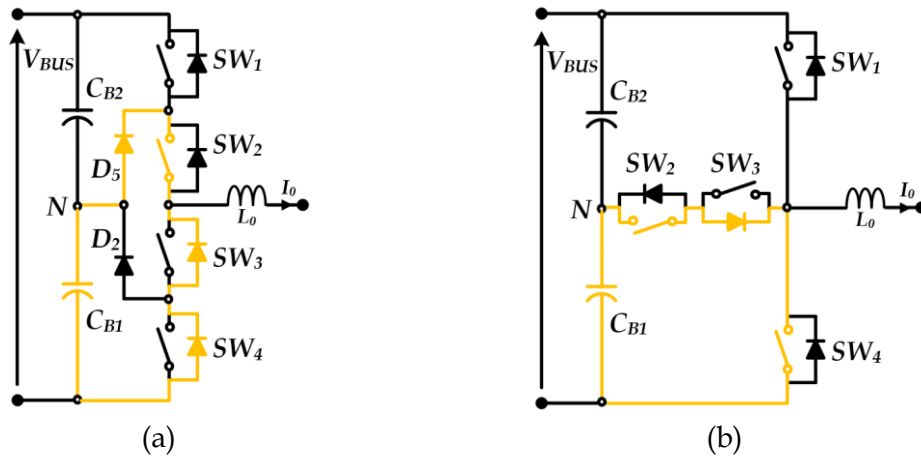 V_BUS
C_B2
SW_1
SW_2
D_5
N
D_2
I_0
L_0
SW_3
C_B1
SW_4
(a)
V_BUS
C_B2
SW_1
SW_2
SW_3
N
I_0
L_0
C_B1
SW_4
(b)